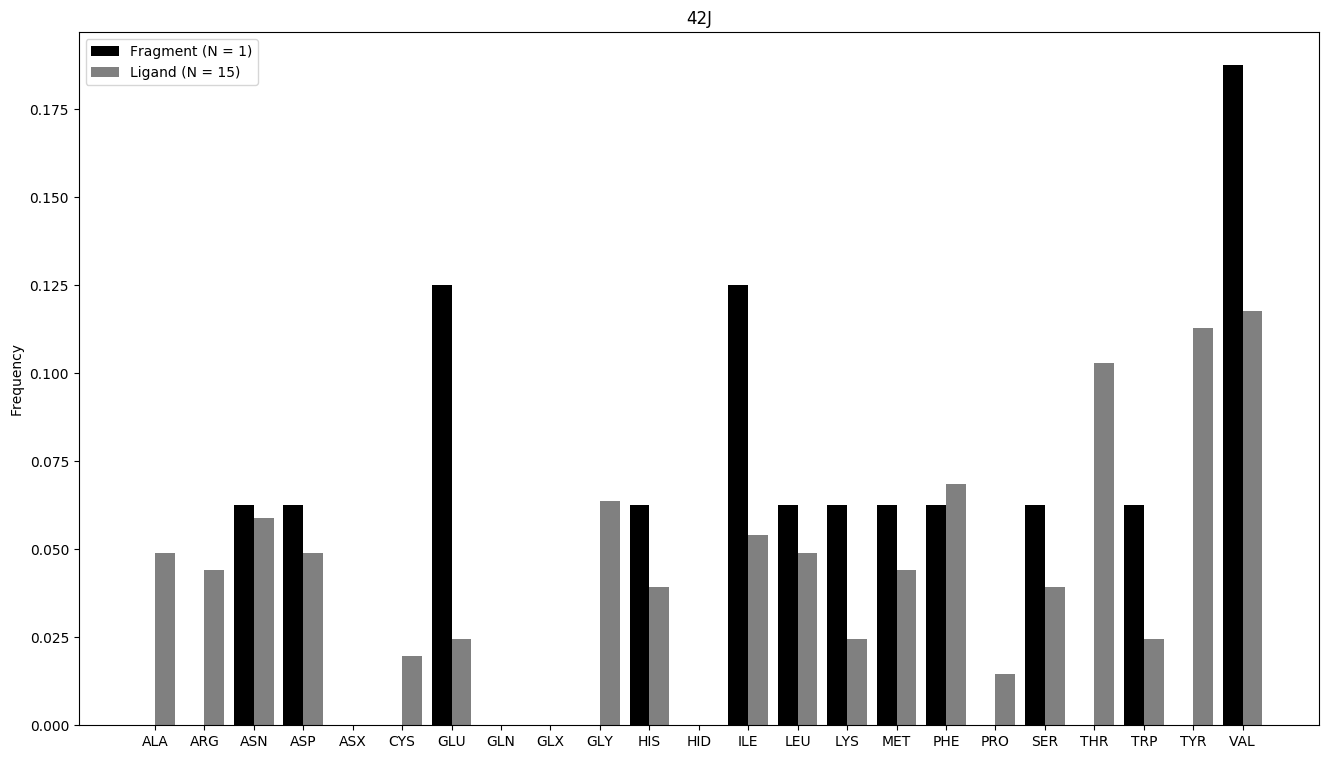 42J
Fragment (N = 1)
Ligand (N = 15)
0.175
0.150
0.125
0.100
0.075
0.050
0.025
0.000
Frequency
ALA ARG ASN ASP ASX CYS GLU GLN GLX GLY HIS HID ILE LEU LYS MET PHE PRO SER THR TRP TYR VAL